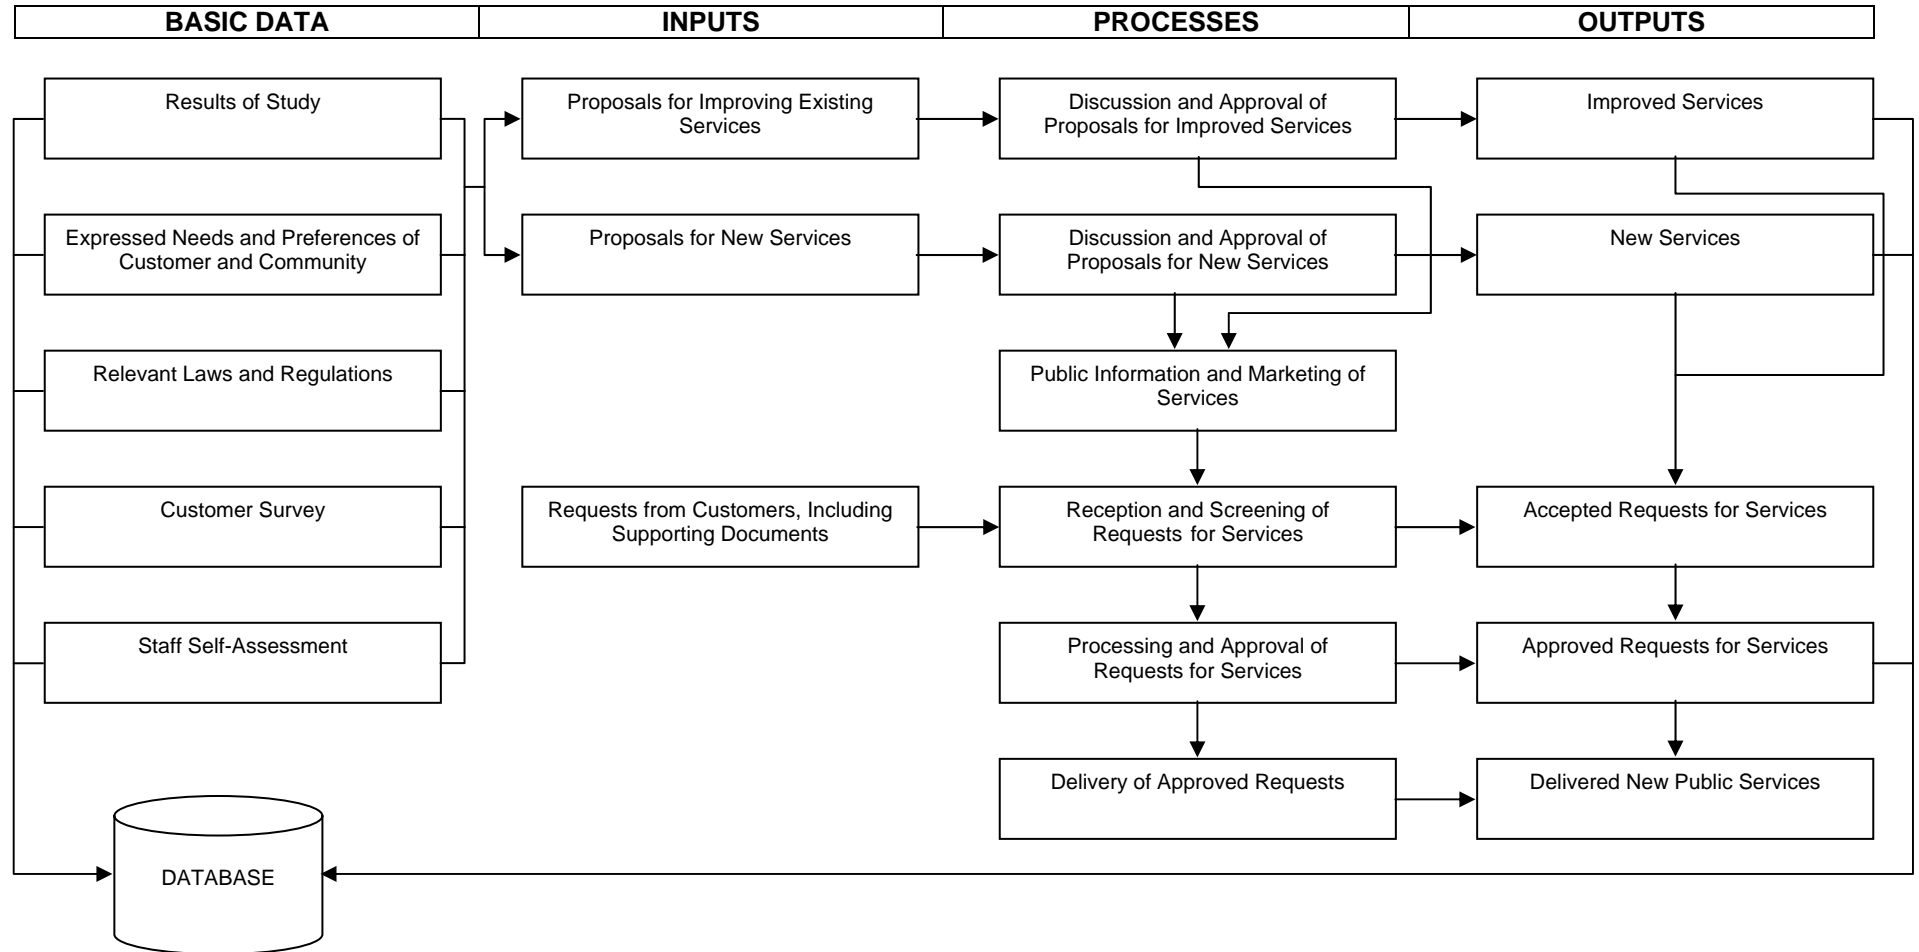 BASIC DATA
INPUTS
PROCESSES
OUTPUTS
Results of Study
Proposals for Improving Existing
Services
Discussion and Approval of
Proposals for Improved Services
Improved Services
Expressed Needs and Preferences of
Customer and Community
Proposals for New Services
Discussion and Approval of
Proposals for New Services
New Services
Relevant Laws and Regulations
Public Information and Marketing of
Services
Customer Survey
Requests from Customers, Including
Supporting Documents
Reception and Screening of
Requests for Services
Accepted Requests for Services
Staff Self-Assessment
Processing and Approval of
Requests for Services
Approved Requests for Services
Delivery of Approved Requests
Delivered New Public Services
DATABASE